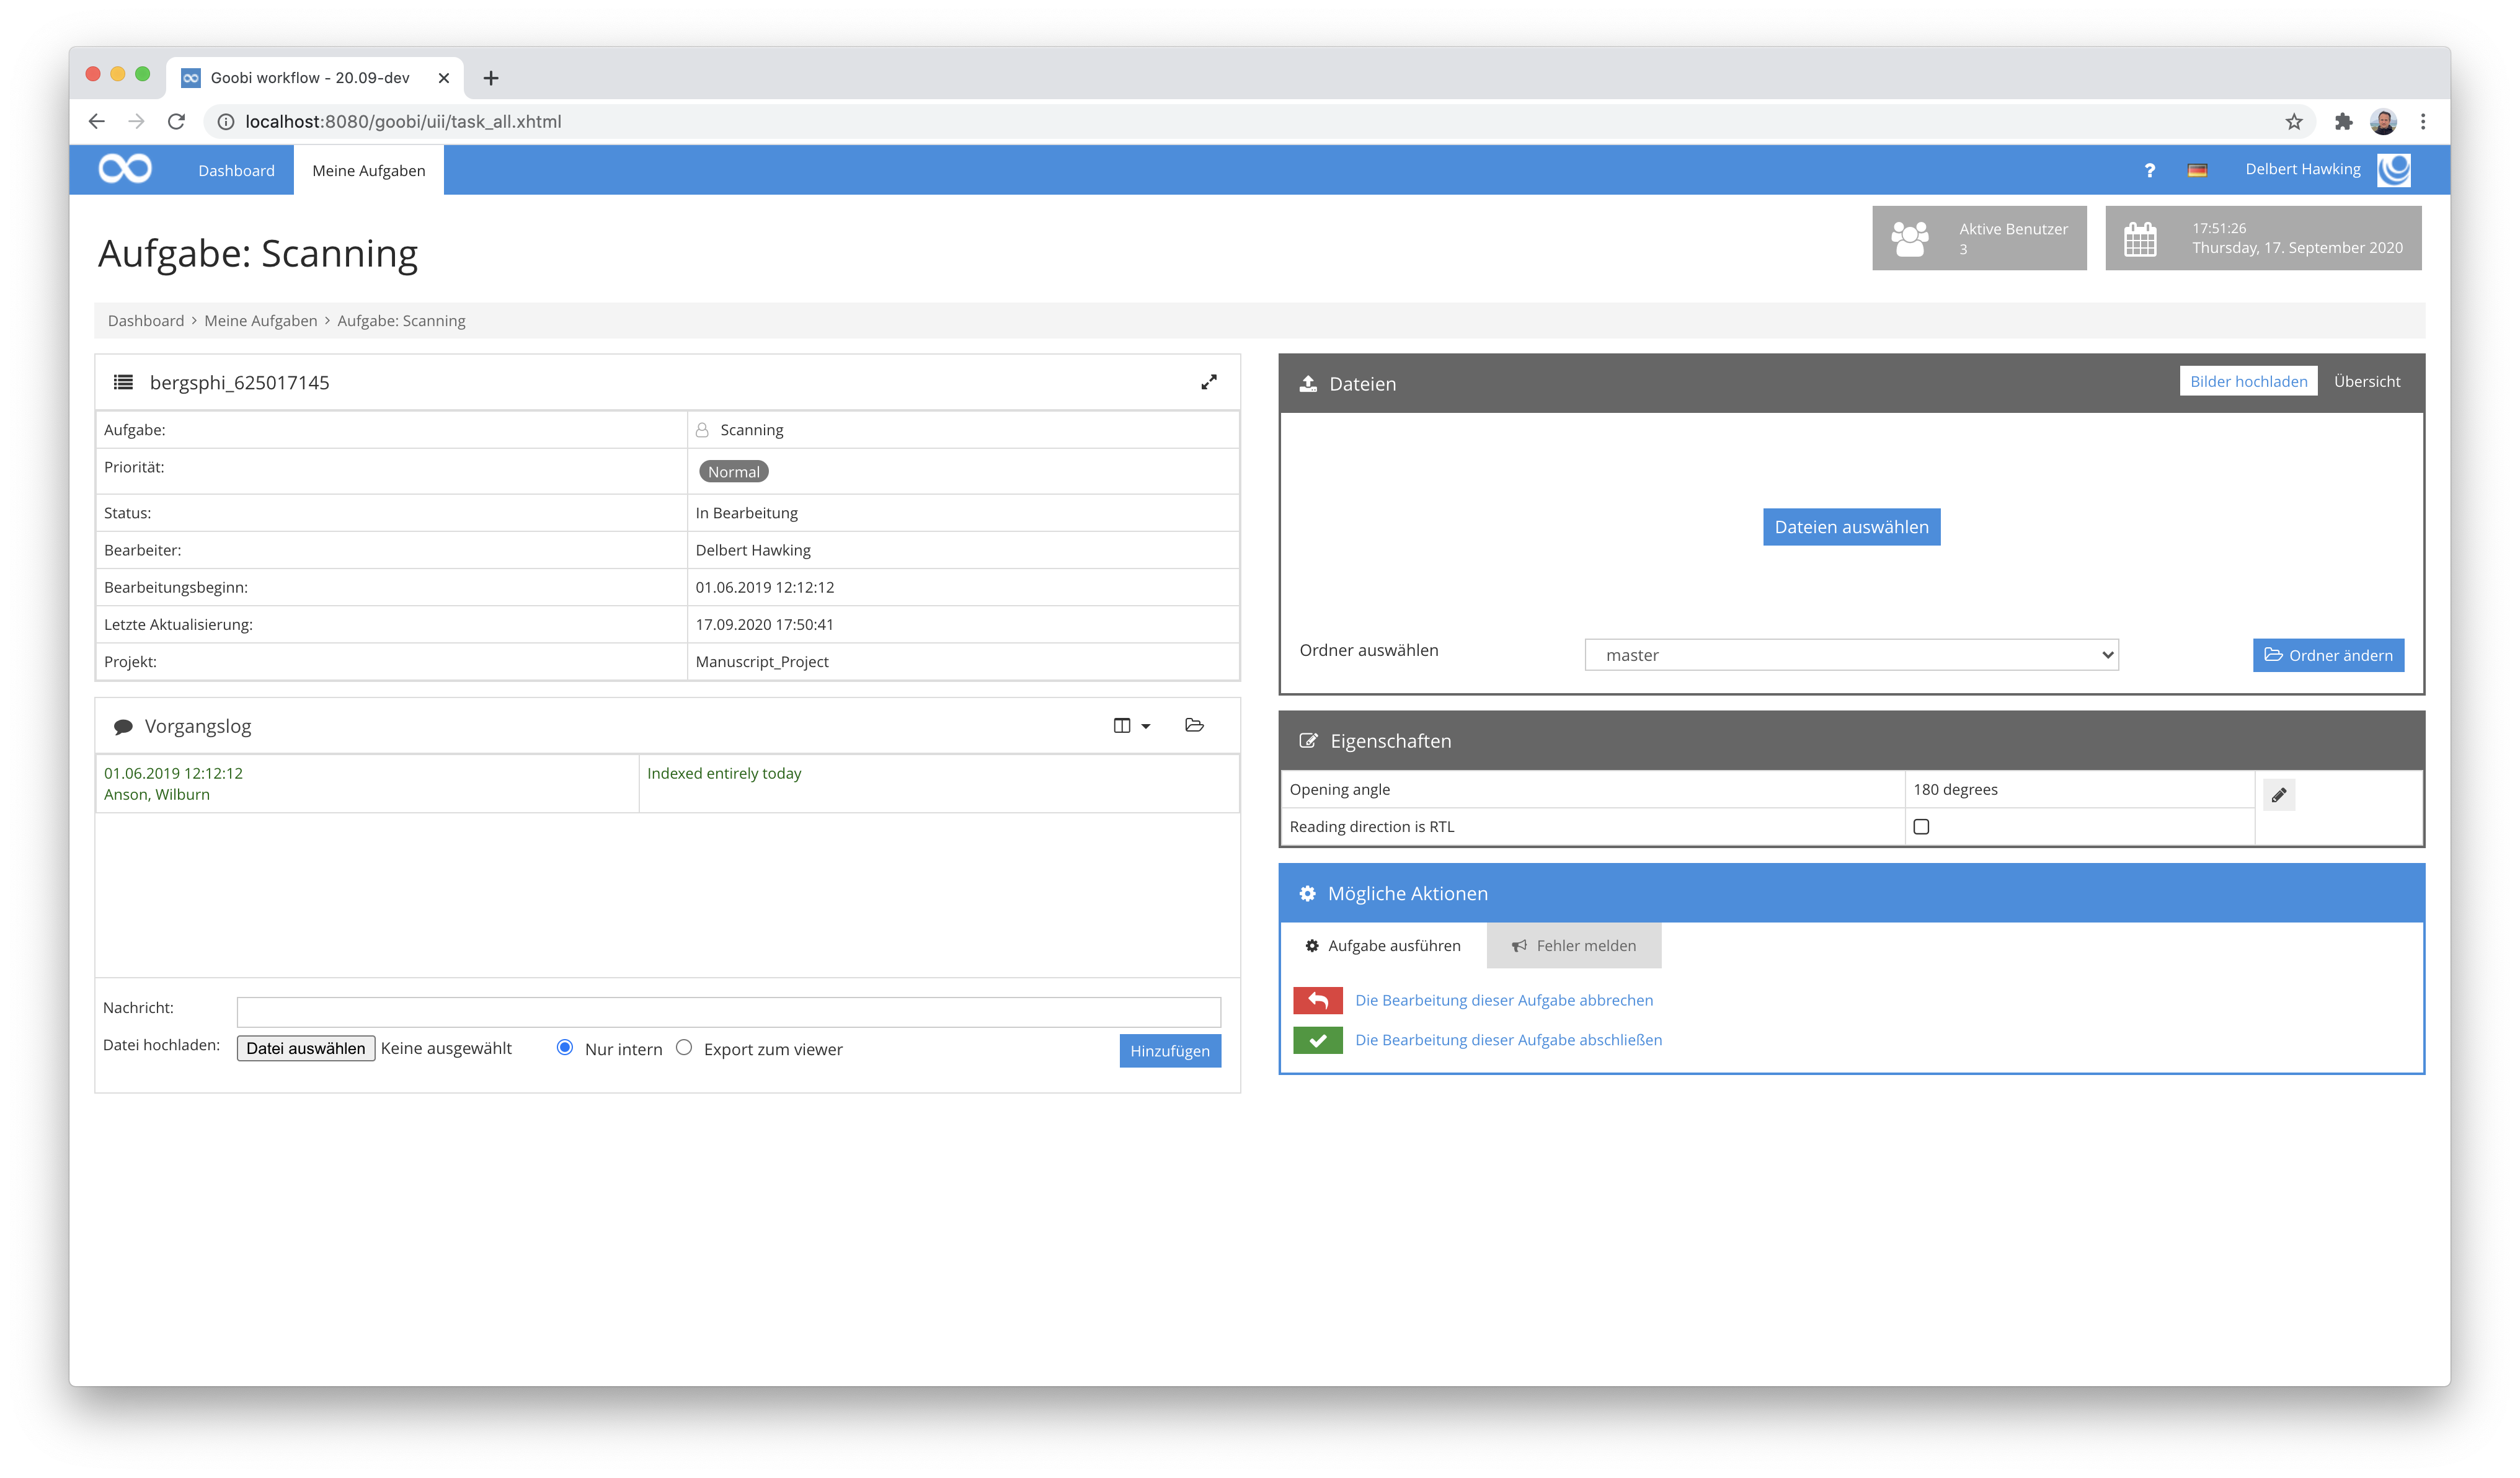 Goobi workflow - 20.09-dev
localhost:8080/goobi/uii/task_all.xhtml
Dashboard
Meine Aufgaben
?
Delbert Hawking
Aufgabe: Scanning
Aktive Benutzer
3
17:51:26
Thursday, 17. September 2020
Dashboard > Meine Aufgaben > Aufgabe: Scanning
bergsphi_625017145
Aufgabe: Scanning
Priorität: Normal
Status: In Bearbeitung
Bearbeiter: Delbert Hawking
Bearbeitungsbeginn: 01.06.2019 12:12:12
Letzte Aktualisierung: 17.09.2020 17:50:41
Projekt: Manuscript_Project
Vorgangslog
01.06.2019 12:12:12 Indexed entirely today
Anson, Wilburn
Nachricht:
Datei hochladen: Datei auswählen Keine ausgewählt Nur intern Export zum viewer Hinzufügen
Dateien Bilder hochladen Übersicht
Dateien auswählen
Ordner auswählen master Ordner ändern
Eigenschaften
Opening angle 180 degrees
Reading direction is RTL
Mögliche Aktionen
Aufgabe ausführen Fehler melden
Die Bearbeitung dieser Aufgabe abbrechen
Die Bearbeitung dieser Aufgabe abschließen